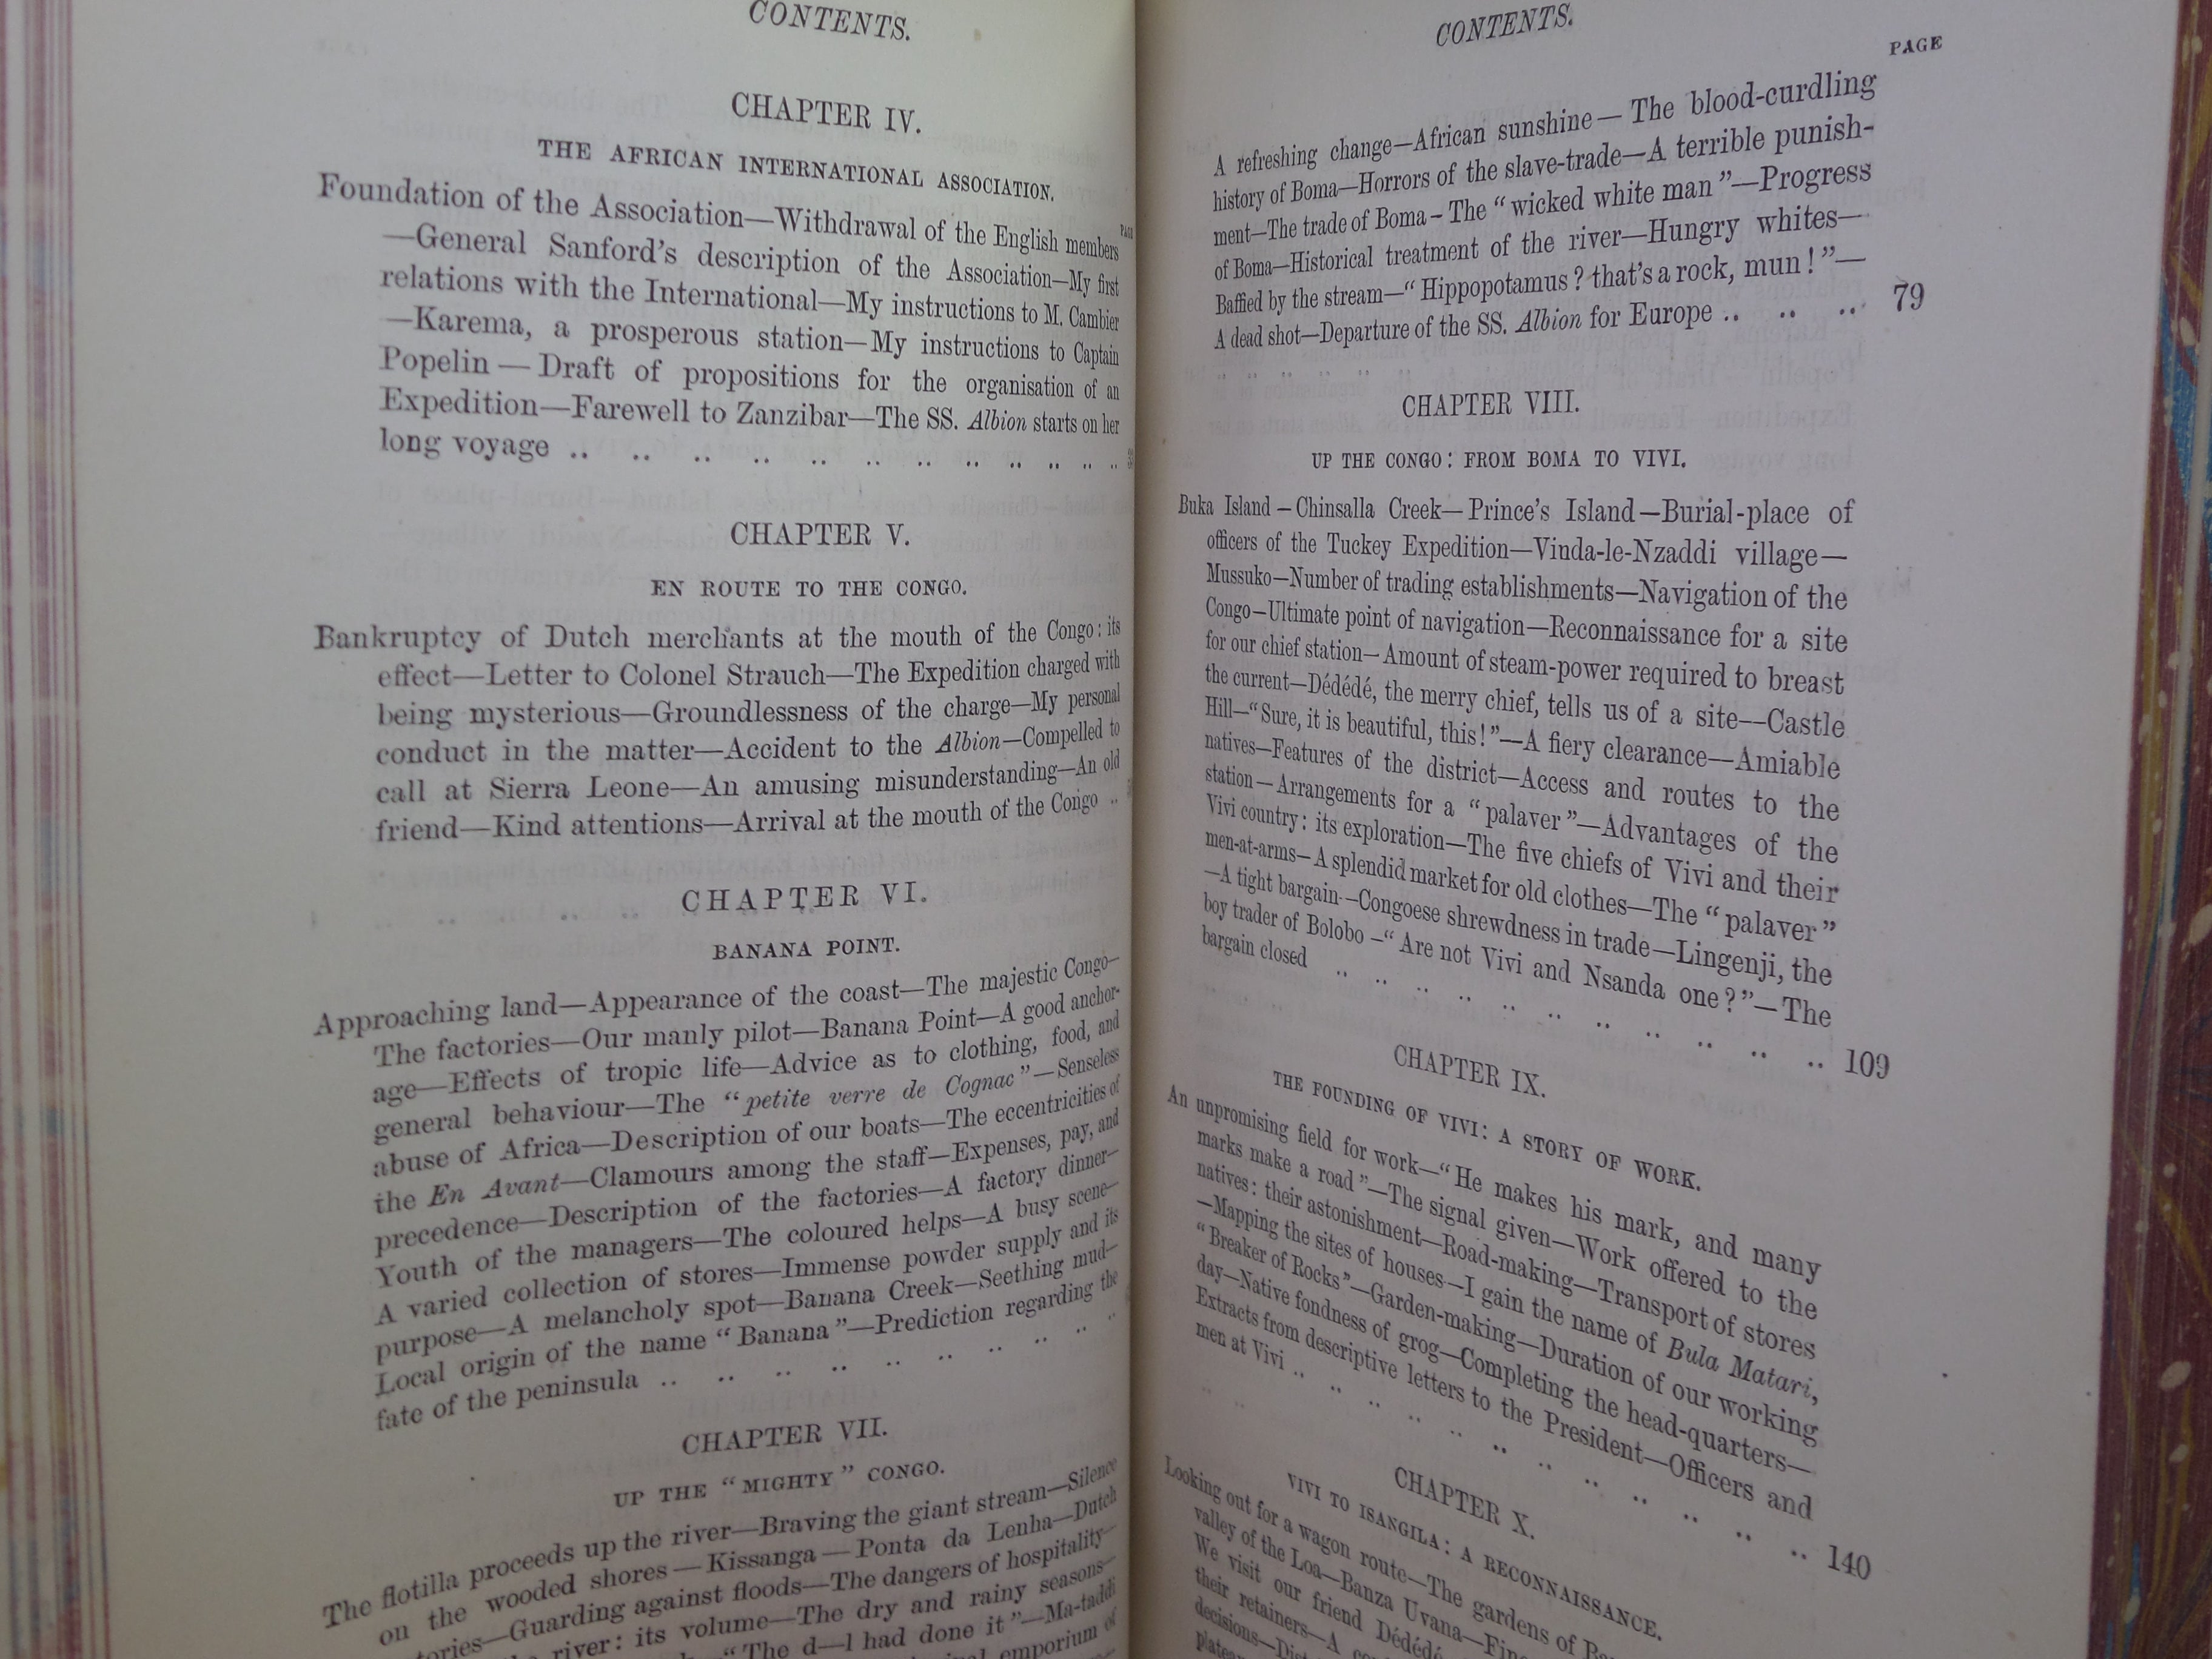 CONTENTS.
CHAPTER IV.
THE AFRICAN INTERNATIONAL ASSOCIATION.
PAGE
Foundation of the Association—Withdrawal of the English members
—General Sanford's description of the Association—My first
relations with the International—My instructions to M. Cambier
—Karema, a prosperous station—My instructions to Captain
Popelin — Draft of propositions for the organisation of an
Expedition—Farewell to Zanzibar—The SS. Albion starts on her
long voyage .. .. .. .. .. .. .. .. .. .. .. ..
CHAPTER V.
EN ROUTE TO THE CONGO.
Bankruptcy of Dutch merchants at the mouth of the Congo: its
effect—Letter to Colonel Strauch—The Expedition charged with
being mysterious—Groundlessness of the charge—My personal
conduct in the matter—Accident to the Albion—Compelled to
call at Sierra Leone—An amusing misunderstanding—An old
friend—Kind attentions—Arrival at the mouth of the Congo ..
CHAPTER VI.
BANANA POINT.
Approaching land—Appearance of the coast—The majestic Congo—
The factories—Our manly pilot—Banana Point—A good anchor-
age—Effects of tropic life—Advice as to clothing, food, and
general behaviour—The "petite verre de Cognac"—Senseless
abuse of Africa—Description of our boats—The eccentricities of
the En Avant—Clamours among the staff—Expenses, pay, and
precedence—Description of the factories—A factory dinner—
Youth of the managers—The coloured helps—A busy scene—
A varied collection of stores—Immense powder supply and its
purpose—A melancholy spot—Banana Creek—Seething mud—
Local origin of the name "Banana"—Prediction regarding the
fate of the peninsula .. .. .. .. .. .. .. .. ..
CHAPTER VII.
UP THE "MIGHTY" CONGO.
The flotilla proceeds up the river—Braving the giant stream—Silence
on the wooded shores — Kissanga — Ponta da Lenha—Dutch
tories—Guarding against floods—The dangers of hospitality—
river: its volume—The dry and rainy seasons—
"The d—l had done it"—Ma-taddi
emporium of
CONTENTS.
PAGE
A refreshing change—African sunshine— The blood-curdling
history of Boma—Horrors of the slave-trade—A terrible punish-
ment—The trade of Boma – The "wicked white man"—Progress
of Boma—Historical treatment of the river—Hungry whites—
Baffled by the stream—"Hippopotamus? that's a rock, mun!"—
A dead shot—Departure of the SS. Albion for Europe .. .. .. 79
CHAPTER VIII.
UP THE CONGO: FROM BOMA TO VIVI.
Buka Island – Chinsalla Creek— Prince's Island—Burial-place of
officers of the Tuckey Expedition—Vinda-le-Nzaddi village—
Mussuko—Number of trading establishments—Navigation of the
Congo—Ultimate point of navigation—Reconnaissance for a site
for our chief station—Amount of steam-power required to breast
the current—Dédédé, the merry chief, tells us of a site—Castle
Hill—"Sure, it is beautiful, this!"—A fiery clearance—Amiable
natives—Features of the district—Access and routes to the
station—Arrangements for a "palaver"—Advantages of the
Vivi country: its exploration—The five chiefs of Vivi and their
men-at-arms—A splendid market for old clothes—The "palaver"
—A tight bargain—Congoese shrewdness in trade—Lingenji, the
boy trader of Bolobo –"Are not Vivi and Nsanda one?"—The
bargain closed .. .. .. .. .. .. .. .. .. .. .. .. 109
CHAPTER IX.
THE FOUNDING OF VIVI: A STORY OF WORK.
An unpromising field for work—"He makes his mark, and many
marks make a road"—The signal given—Work offered to the
natives: their astonishment—Road-making—Transport of stores
—Mapping the sites of houses—I gain the name of Bula Matari,
"Breaker of Rocks"—Garden-making—Duration of our working
day—Native fondness of grog—Completing the head-quarters—
Extracts from descriptive letters to the President—Officers and
men at Vivi .. .. .. .. .. .. .. .. .. .. .. .. .. 140
CHAPTER X.
VIVI TO ISANGILA: A RECONNAISSANCE.
Looking out for a wagon route—The gardens of
valley of the Loa—Banza Uvana—
We visit our friend Dédédé
their retainers—A
decisions—